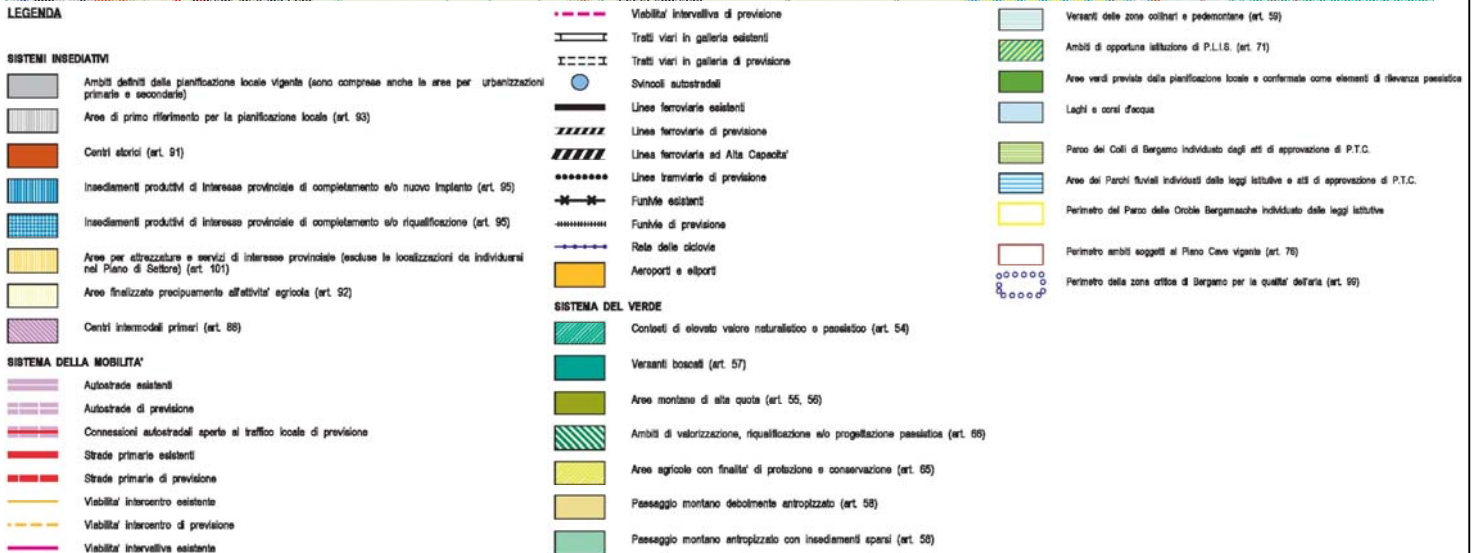 LEGENDA
SISTEMI INSEDIATIVI
Ambiti definiti dalla pianificazione locale vigente (sono comprese anche le aree per urbanizzazioni
primarie e secondarie)
Aree di primo riferimento per la pianificazione locale (art. 93)
Centri storici (art. 91)
Insediamenti produttivi di interesse provinciale di completamento e/o nuovo impianto (art. 95)
Insediamenti produttivi di interesse provinciale di completamento e/o riqualificazione (art. 95)
Aree per attrezzature e servizi di interesse provinciale (escluse le localizzazioni da individuarsi
nel Piano di Settore) (art. 101)
Aree finalizzate precipuamente all'attivita' agricola (art. 92)
Centri intermodali primari (art. 88)
SISTEMA DELLA MOBILITA'
Autostrade esistenti
Autostrade di previsione
Connessioni autostradali aperte al traffico locale di previsione
Strade primarie esistenti
Strade primarie di previsione
Viabilita' intercentro esistente
Viabilita' intercentro di previsione
Viabilita' intervalliva esistente
Viabilita' intervalliva di previsione
Tratti viari in galleria esistenti
Tratti viari in galleria di previsione
Svincoli autostradali
Linee ferroviarie esistenti
Linee ferroviarie di previsione
Linea ferroviaria ad Alta Capacita'
Linee tramviarie di previsione
Funivie esistenti
Funivie di previsione
Rete delle ciclovie
Aeroporti e eliporti
SISTEMA DEL VERDE
Contesti di elevato valore naturalistico e paesistico (art. 54)
Versanti boscati (art. 57)
Aree montane di alta quota (art. 55, 56)
Ambiti di valorizzazione, riqualificazione e/o progettazione paesistica (art. 66)
Aree agricole con finalita' di protezione e conservazione (art. 65)
Paesaggio montano debolmente antropizzato (art. 58)
Paesaggio montano antropizzato con insediamenti sparsi (art. 58)
Versanti delle zone collinari e pedemontane (art. 59)
Ambiti di opportuna istituzione di P.L.I.S. (art. 71)
Aree verdi previste dalla pianificazione locale e confermate come elementi di rilevanza paesistica
Laghi e corsi d'acqua
Parco dei Colli di Bergamo individuato dagli atti di approvazione di P.T.C.
Aree dei Parchi fluviali individuati dalle leggi istitutive e atti di approvazione di P.T.C.
Perimetro del Parco delle Orobie Bergamasche individuato dalle leggi istitutive
Perimetro ambiti soggetti al Piano Cave vigente (art. 76)
Perimetro della zona critica di Bergamo per la qualita' dell'aria (art. 99)